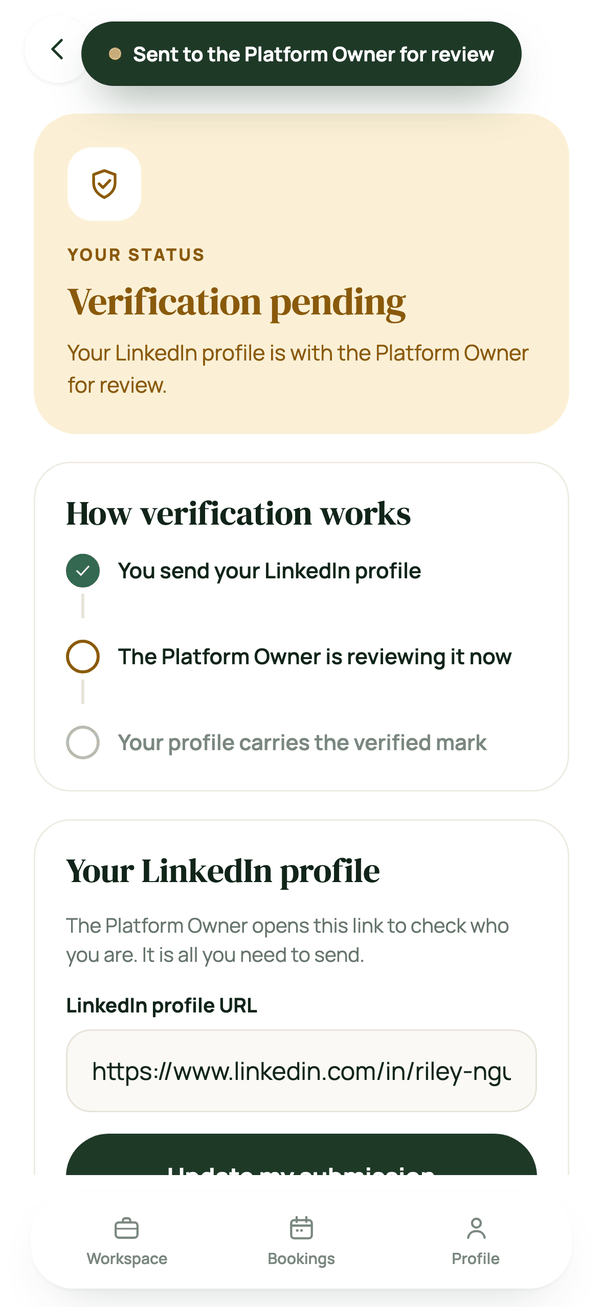 Sent to the Platform Owner for review
YOUR STATUS
Verification pending
Your LinkedIn profile is with the Platform Owner
for review.
How verification works
You send your LinkedIn profile
The Platform Owner is reviewing it now
Your profile carries the verified mark
Your LinkedIn profile
The Platform Owner opens this link to check who
you are. It is all you need to send.
LinkedIn profile URL
https://www.linkedin.com/in/riley-ngu
Update my submission
Workspace
Bookings
Profile